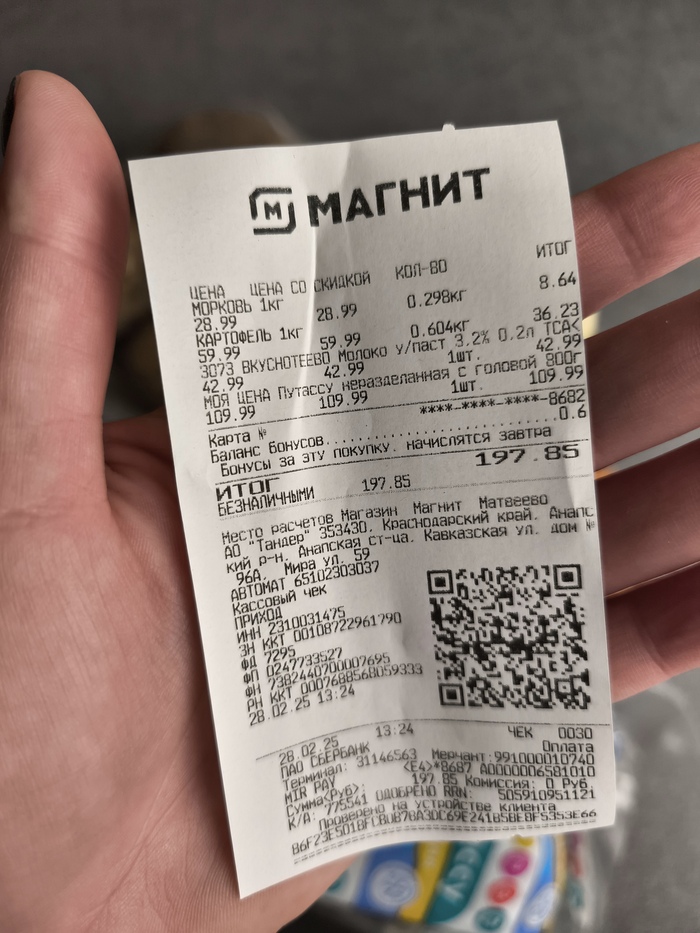 МАГНИТ
ЦЕНА ЦЕНА СО СКИДКОЙ КОЛ-ВО ИТОГ
МОРКОВЬ 1кг
28.99 28.99 0.298кг 8.64
КАРТОФЕЛЬ 1кг
59.99 59.99 0.604кг 36.23
3073 ВКУСНОТЕЕВО Молоко у/паст 3.2% 0.2л TCAK
42.99 42.99 1шт. 42.99
МОЯ ЦЕНА Путассу неразделанная с головой 800г
109.99 109.99 1шт. 109.99
Карта № ****-****-****-8682
Баланс бонусов 0.6
Бонусы за эту покупку. начислятся завтра
ИТОГ 197.85
БЕЗНАЛИЧНЫМИ 197.85
Место расчетов Магазин Магнит Матвеево
АО "Тандер" 353430. Краснодарский край. Анапс
кий р-н. Анапская ст-ца. Кавказская ул. дом №
96А. Мира ул. 59
АВТОМАТ 65102303037
Кассовый чек
ПРИХОД
ИНН 2310031475
ЗН ККТ 00108722961790
ФД 7295
ФП 0247733527
ФН 7382440700007695
РН ККТ 0007688568059333
28.02.25 13:24
28.02.25 13:24 ЧЕК 0030
ПАО СБЕРБАНК Оплата
Терминал: 31146563 Мерчант:991000010740
MIR PAY <E4>*8687 A0000006581010
Сумма(Руб): 197.85 Комиссия: 0 Руб.
К/А: 775541 ОДОБРЕНО RRN: 505910951121
Проверено на устройстве клиента